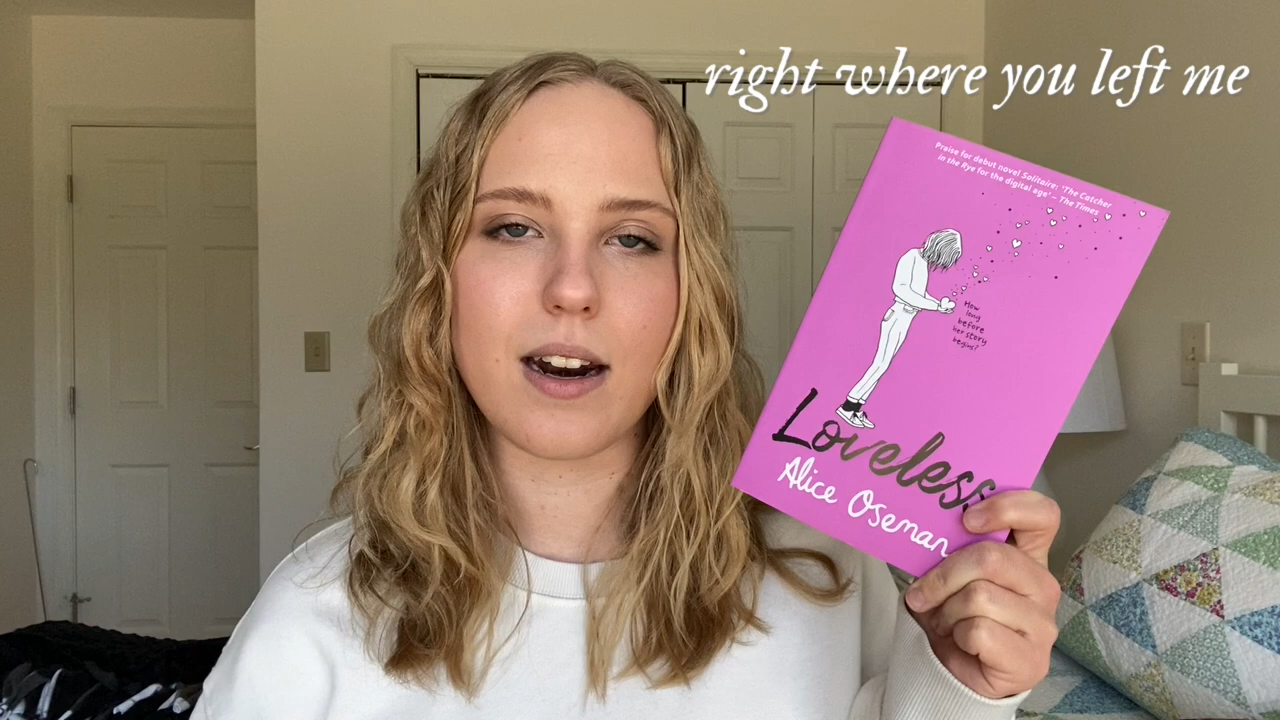 right where you left me
Praise for debut novel Solitaire: 'The Catcher
in the Rye for the digital age' – The Times
How
long
before
her story
begins?
Loveless
Alice Oseman